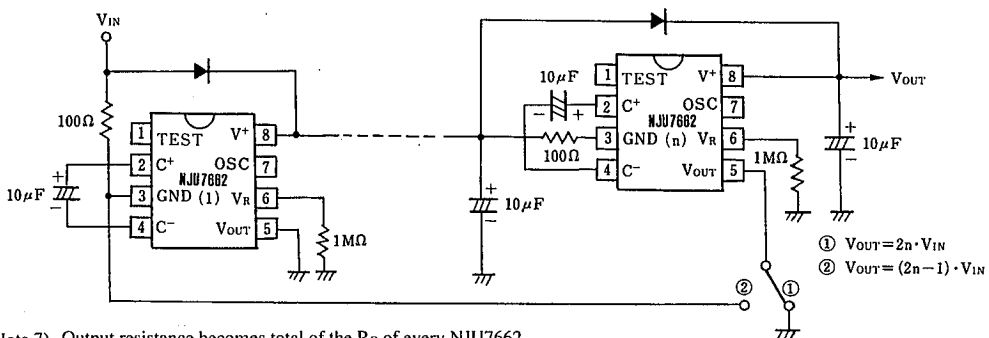 VIN
100Ω
10μF
+
−
1
2
3
4
TEST
C+
GND (1)
C−
NJU7662
V+
OSC
VR
VOUT
8
7
6
5
1MΩ
+
−
10μF
10μF
−
+
100Ω
1
2
3
4
TEST
C+
GND (n)
C−
NJU7662
V+
OSC
VR
VOUT
8
7
6
5
1MΩ
VOUT
+
−
10μF
① VOUT=2n·VIN
② VOUT=(2n−1)·VIN
②
①
7) Output resistance becomes total of the Ro of every NJU7662